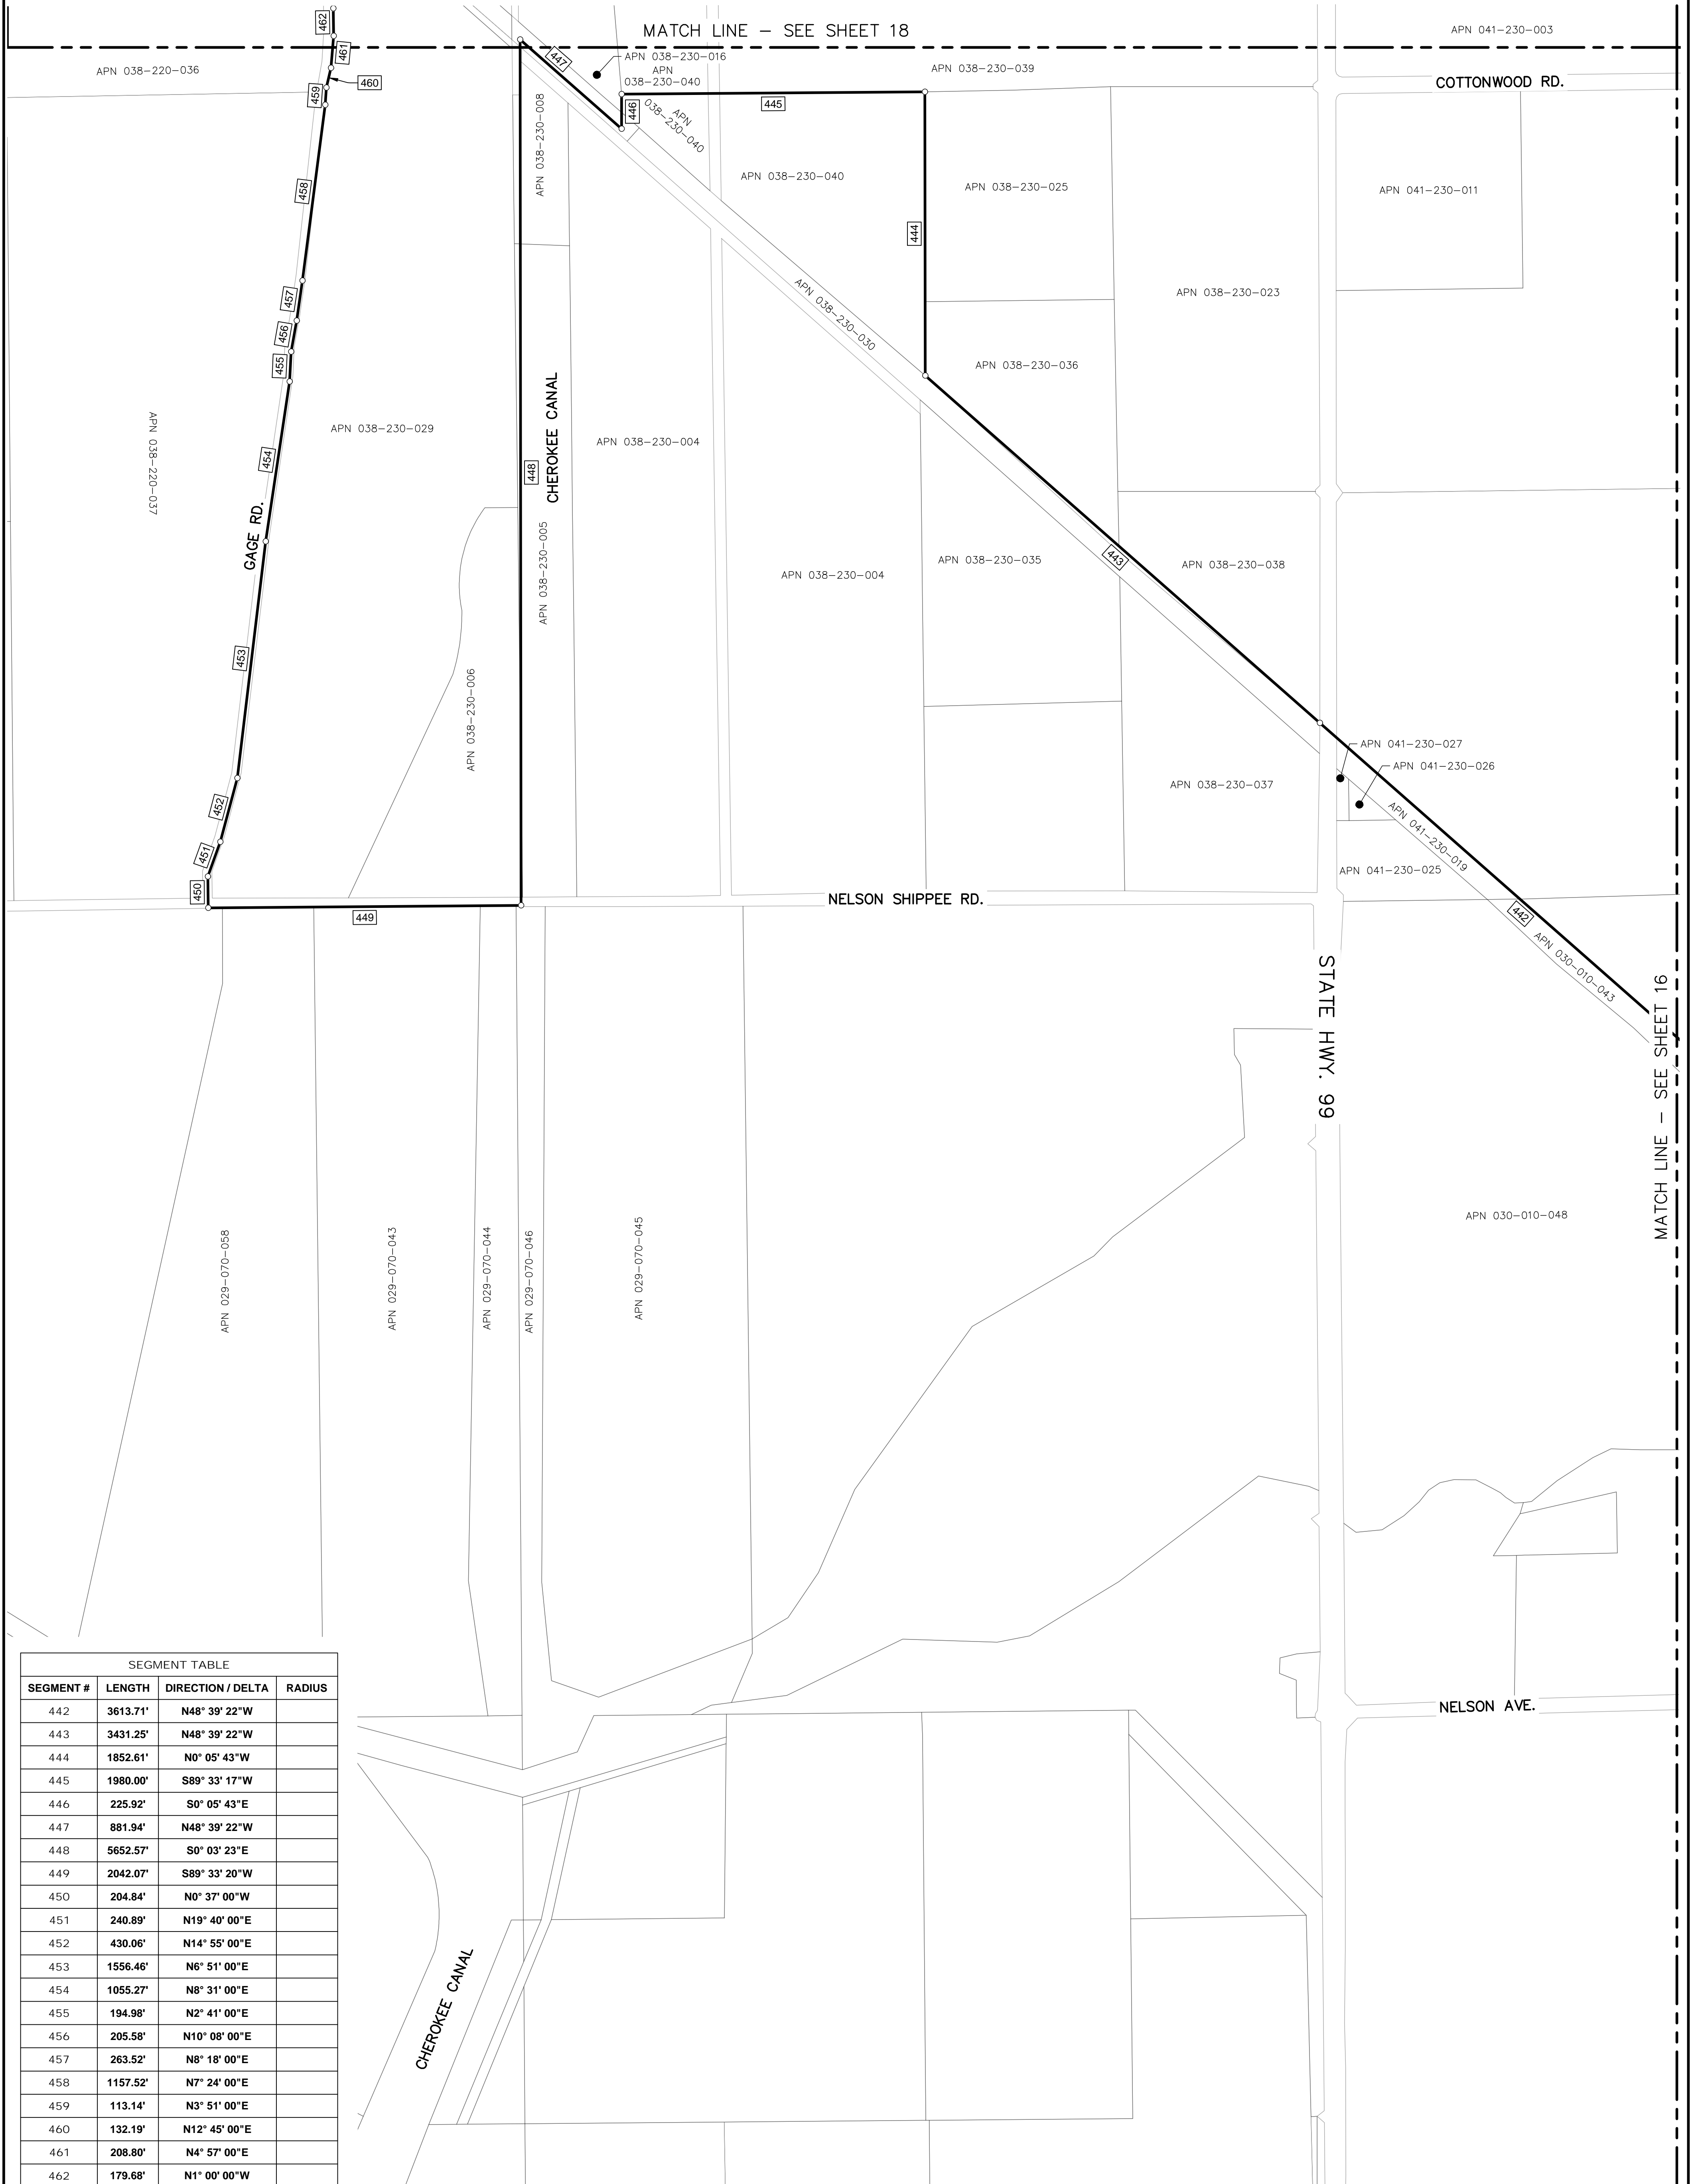 MATCH LINE – SEE SHEET 18
APN 041–230–003
462
461
460
459
APN 038–220–036
447
APN 038–230–016
APN
038–230–040
APN 038–230–039
COTTONWOOD RD.
446
445
APN
038–230–040
APN 038–230–008
458
APN 038–230–040
APN 038–230–025
APN 041–230–011
444
457
APN 038–230–030
APN 038–230–023
456
455
APN 038–230–036
APN 038–220–037
APN 038–230–029
CHEROKEE CANAL
APN 038–230–004
454
448
GAGE RD.
APN 038–230–005
APN 038–230–004
APN 038–230–035
443
APN 038–230–038
453
APN 038–230–006
APN 041–230–027
APN 041–230–026
APN 038–230–037
452
APN 041–230–019
451
APN 041–230–025
450
449
NELSON SHIPPEE RD.
442
APN 030–010–043
STATE HWY. 99
MATCH LINE – SEE SHEET 16
APN 029–070–058
APN 029–070–043
APN 029–070–044
APN 029–070–046
APN 029–070–045
APN 030–010–048
NELSON AVE.
CHEROKEE CANAL
SEGMENT TABLE
SEGMENT # LENGTH DIRECTION / DELTA RADIUS
442 3613.71' N48° 39' 22"W
443 3431.25' N48° 39' 22"W
444 1852.61' N0° 05' 43"W
445 1980.00' S89° 33' 17"W
446 225.92' S0° 05' 43"E
447 881.94' N48° 39' 22"W
448 5652.57' S0° 03' 23"E
449 2042.07' S89° 33' 20"W
450 204.84' N0° 37' 00"W
451 240.89' N19° 40' 00"E
452 430.06' N14° 55' 00"E
453 1556.46' N6° 51' 00"E
454 1055.27' N8° 31' 00"E
455 194.98' N2° 41' 00"E
456 205.58' N10° 08' 00"E
457 263.52' N8° 18' 00"E
458 1157.52' N7° 24' 00"E
459 113.14' N3° 51' 00"E
460 132.19' N12° 45' 00"E
461 208.80' N4° 57' 00"E
462 179.68' N1° 00' 00"W